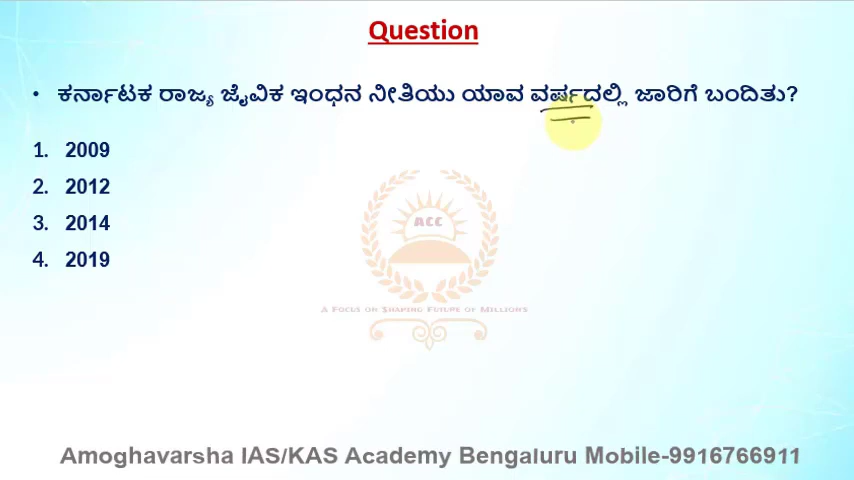 Question
• ಕರ್ನಾಟಕ ರಾಜ್ಯ ಜೈವಿಕ ಇಂಧನ ನೀತಿಯು ಯಾವ ವರ್ಷದಲ್ಲಿ ಜಾರಿಗೆ ಬಂದಿತು?
1. 2009
2. 2012
3. 2014
4. 2019
ACC
A Focus on Shaping Future of Millions
Amoghavarsha IAS/KAS Academy Bengaluru Mobile-9916766911